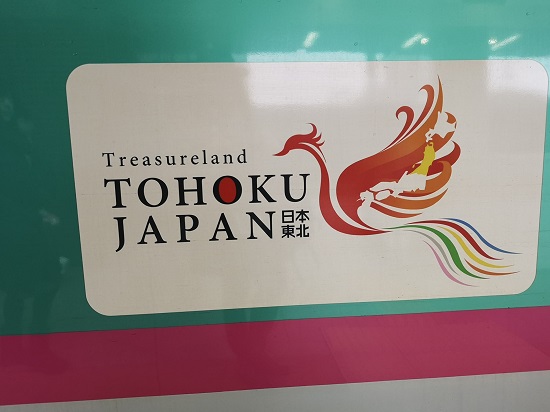 Treasureland
TOHOKU
JAPAN 日本
東北